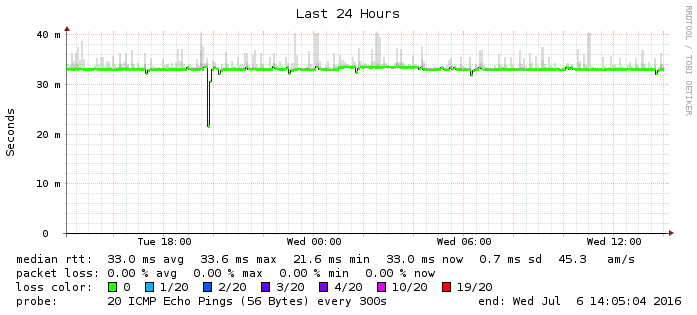 Last 24 Hours
RRDTOOL / TOBI OETIKER
Seconds
40 m
30 m
20 m
10 m
0
Tue 18:00 Wed 00:00 Wed 06:00 Wed 12:00
median rtt: 33.0 ms avg 33.6 ms max 21.6 ms min 33.0 ms now 0.7 ms sd 45.3 am/s
packet loss: 0.00 % avg 0.00 % max 0.00 % min 0.00 % now
loss color: 0 1/20 2/20 3/20 4/20 10/20 19/20
probe: 20 ICMP Echo Pings (56 Bytes) every 300s end: Wed Jul 6 14:05:04 2016